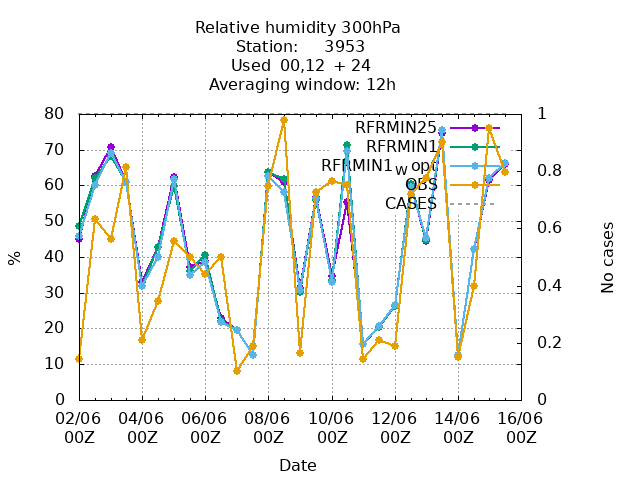 Relative humidity 300hPa
Station: 3953
Used 00,12 + 24
Averaging window: 12h
80 1
70
60 0.8
50 0.6
40
30 0.4
20 0.2
10
0 0
RFRMIN25
RFRMIN1
RFRMIN1wopt
OBS
CASES
%
No cases
02/06 04/06 06/06 08/06 10/06 12/06 14/06 16/06
00Z 00Z 00Z 00Z 00Z 00Z 00Z 00Z
Date